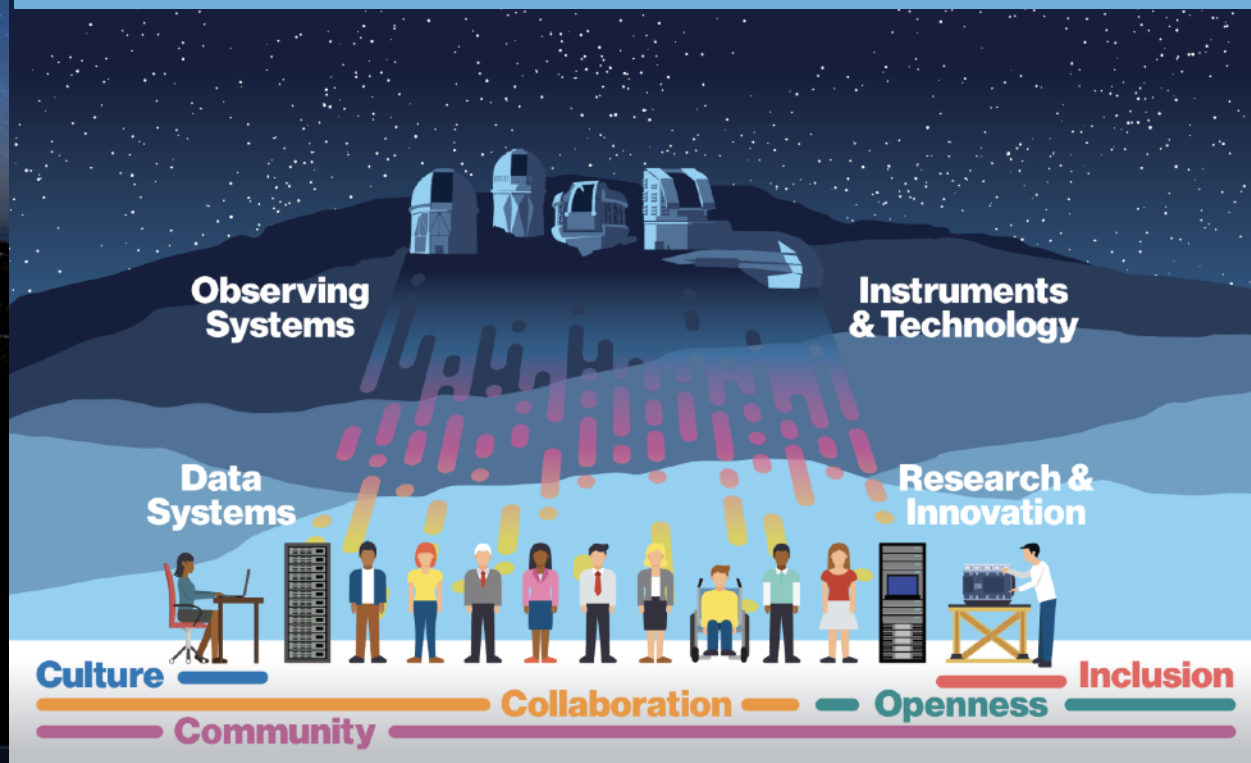 Observing
Systems
Instruments
& Technology
Data
Systems
Research &
Innovation
Culture
Inclusion
Collaboration
Openness
Community